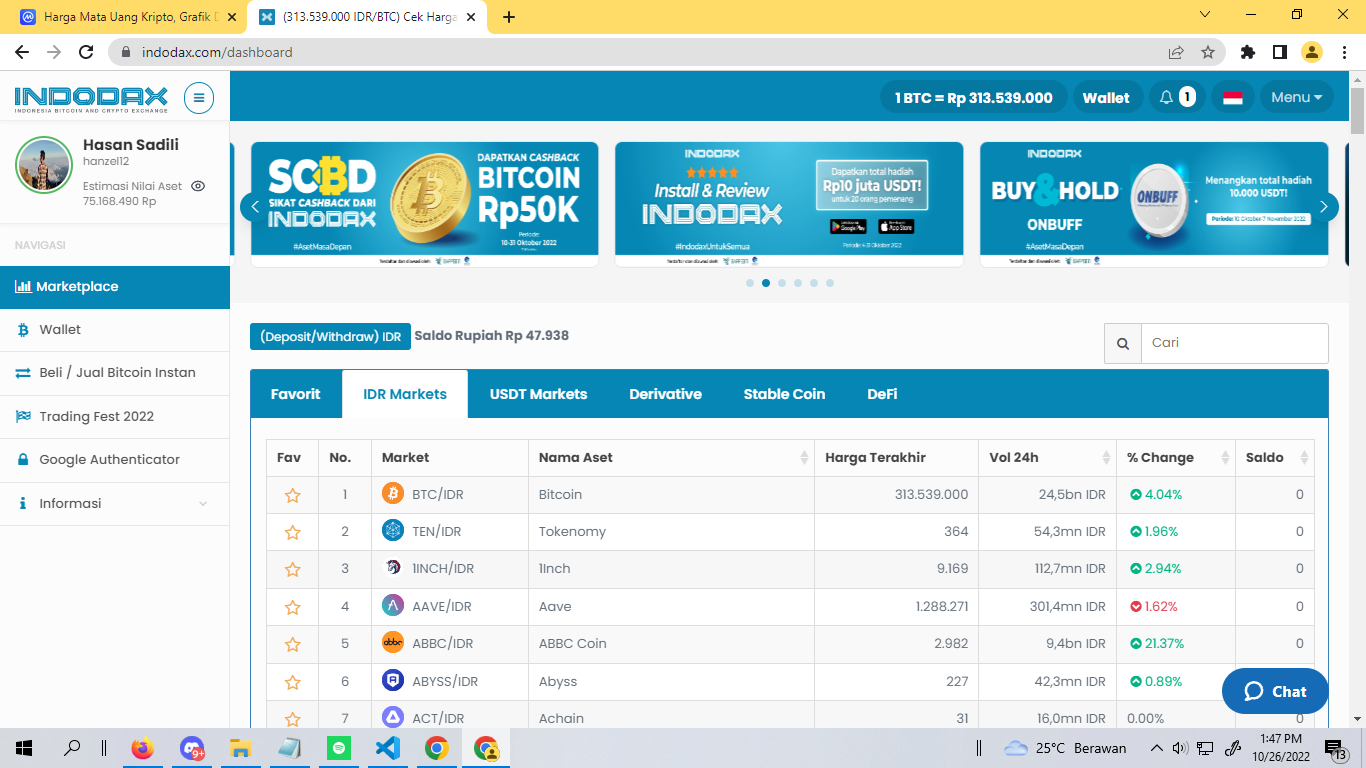 Harga Mata Uang Kripto, Grafik D
(313.539.000 IDR/BTC) Cek Harga
indodax.com/dashboard
INDODAX
INDONESIA BITCOIN AND CRYPTO EXCHANGE
1 BTC = Rp 313.539.000
Wallet
1
Menu
Hasan Sadili
hanzel12
Estimasi Nilai Aset
75.168.490 Rp
SCBD
SIKAT CASHBACK DARI
INDODAX
#AsetMasaDepan
DAPATKAN CASHBACK
BITCOIN
Rp50K
Periode:
10-31 Oktober 2022
INDODAX
Install & Review
INDODAX
#IndodaxUntukSemua
Dapatkan total hadiah
Rp10 juta USDT!
untuk 20 orang pemenang
Google Play
App Store
Periode: 4-31 Oktober 2022
INDODAX
BUY & HOLD
ONBUFF
#AsetMasaDepan
ONBUFF
Menangkan total hadiah
10.000 USDT!
Periode: 10 Oktober-7 November 2022
NAVIGASI
Marketplace
Wallet
Beli / Jual Bitcoin Instan
Trading Fest 2022
Google Authenticator
Informasi
(Deposit/Withdraw) IDR Saldo Rupiah Rp 47.938
Cari
Favorit IDR Markets USDT Markets Derivative Stable Coin DeFi
Fav No. Market Nama Aset Harga Terakhir Vol 24h % Change Saldo
1 BTC/IDR Bitcoin 313.539.000 24,5bn IDR 4.04% 0
2 TEN/IDR Tokenomy 364 54,3mn IDR 1.96% 0
3 1INCH/IDR 1Inch 9.169 112,7mn IDR 2.94% 0
4 AAVE/IDR Aave 1.288.271 301,4mn IDR 1.62% 0
5 abbc ABBC/IDR ABBC Coin 2.982 9,4bn IDR 21.37% 0
6 ABYSS/IDR Abyss 227 42,3mn IDR 0.89%
7 ACT/IDR Achain 31 16,0mn IDR 0.00% 0
Chat
9+
25°C Berawan
1:47 PM
10/26/2022
13